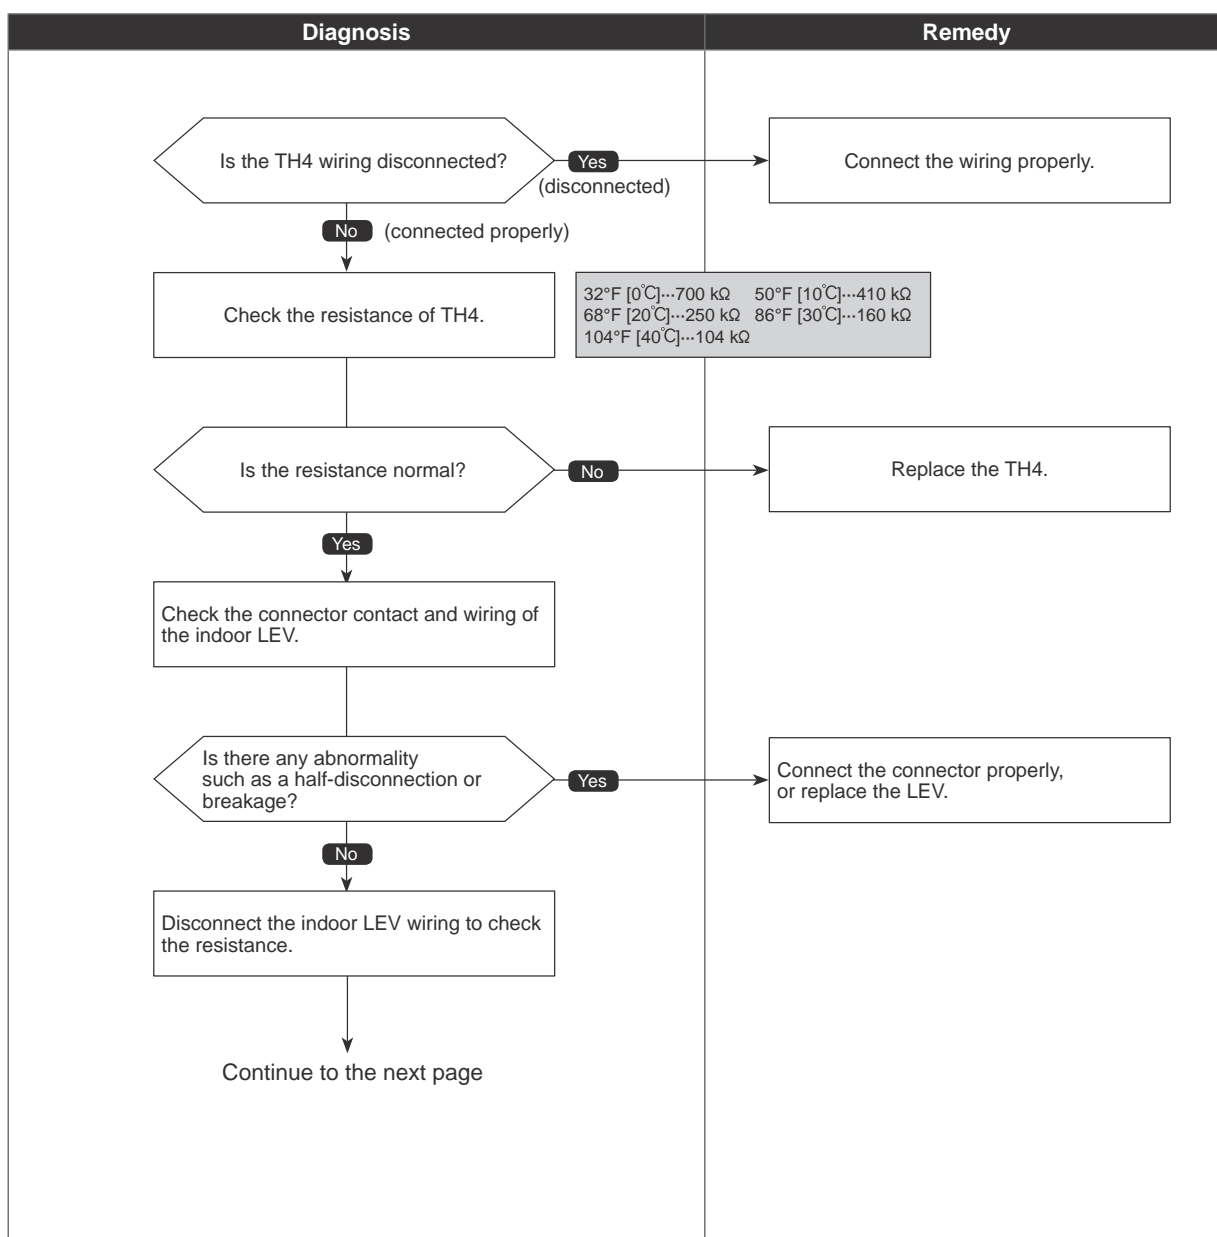 Diagnosis
Remedy
Is the TH4 wiring disconnected?
Yes
(disconnected)
Connect the wiring properly.
No
(connected properly)
Check the resistance of TH4.
32°F [0℃]···700 kΩ 50°F [10℃]···410 kΩ
68°F [20℃]···250 kΩ 86°F [30℃]···160 kΩ
104°F [40℃]···104 kΩ
Is the resistance normal?
No
Replace the TH4.
Yes
Check the connector contact and wiring of
the indoor LEV.
Is there any abnormality
such as a half-disconnection or
breakage?
Yes
Connect the connector properly,
or replace the LEV.
No
Disconnect the indoor LEV wiring to check
the resistance.
Continue to the next page